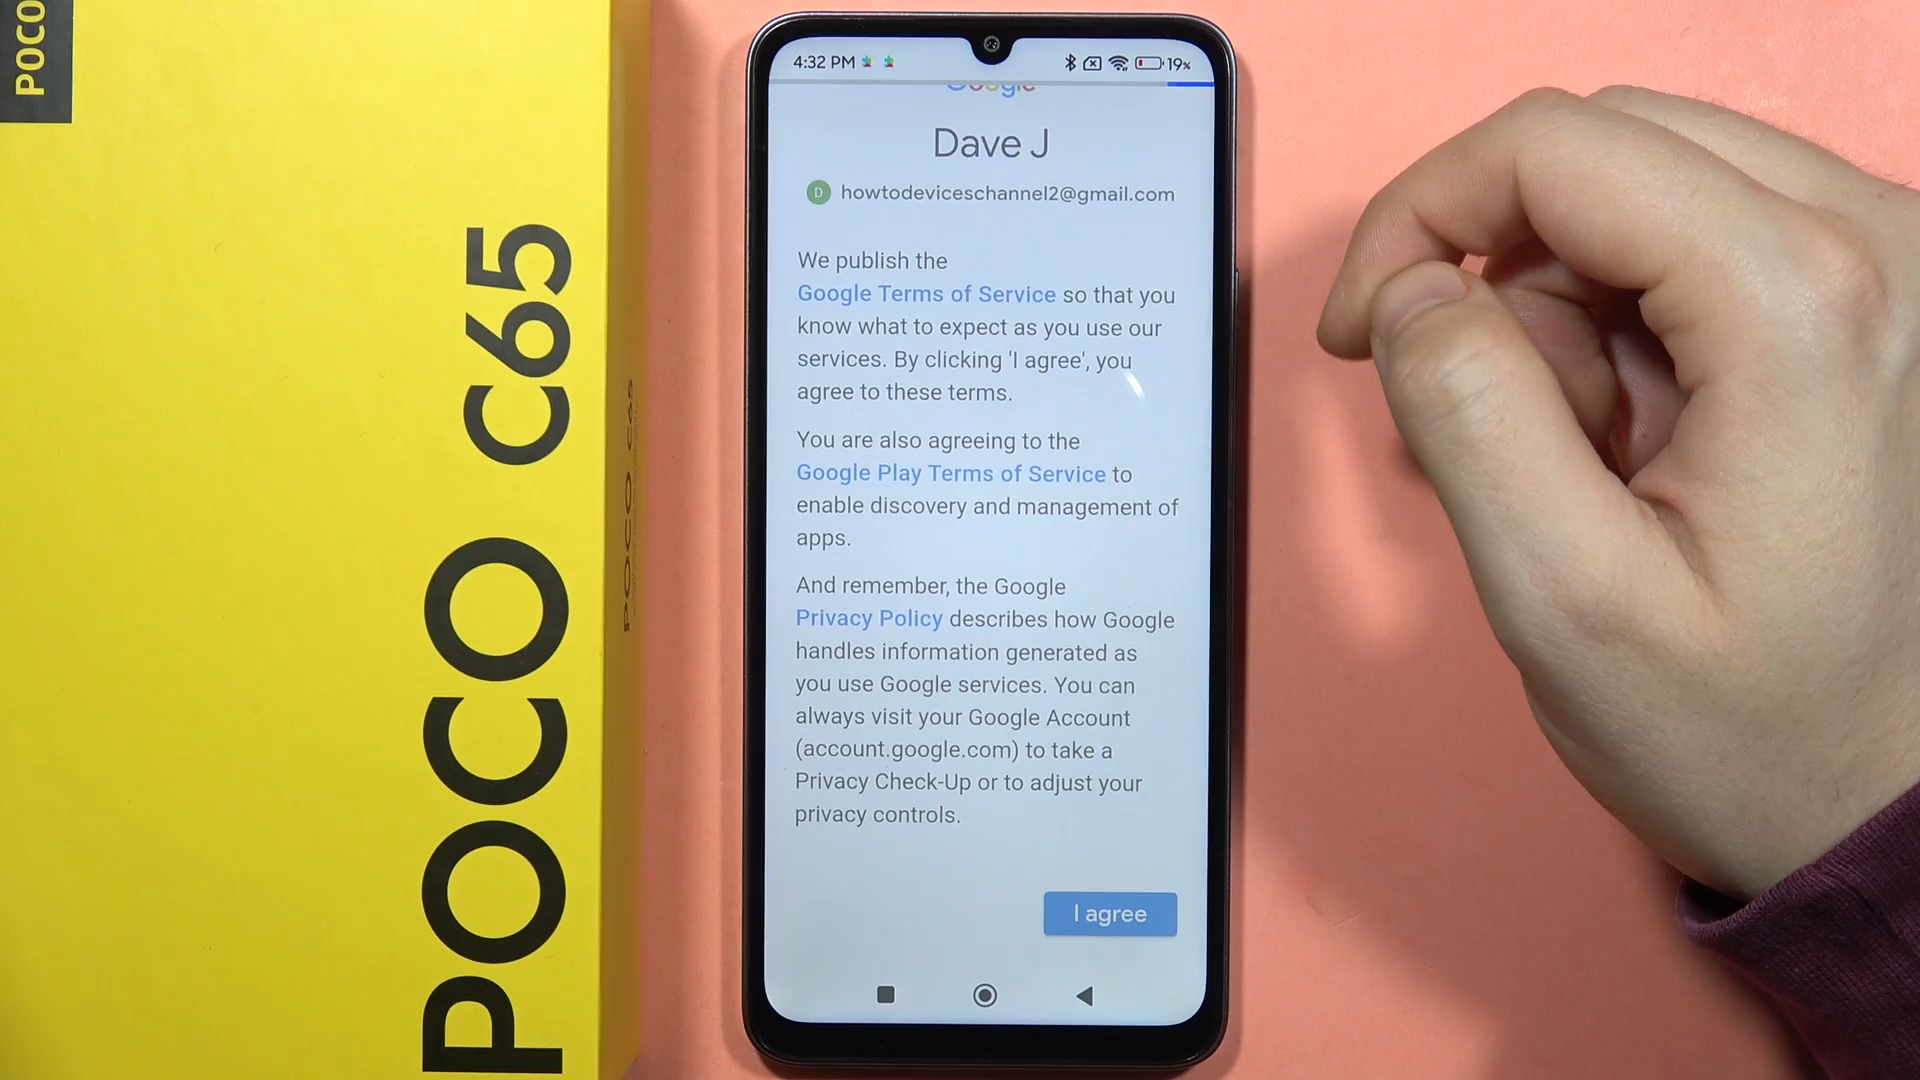 POCO
POCO C65
POCO C65
4:32 PM
19%
Google
Dave J
D
howtodeviceschannel2@gmail.com
We publish the
Google Terms of Service so that you
know what to expect as you use our
services. By clicking 'I agree', you
agree to these terms.
You are also agreeing to the
Google Play Terms of Service to
enable discovery and management of
apps.
And remember, the Google
Privacy Policy describes how Google
handles information generated as
you use Google services. You can
always visit your Google Account
(account.google.com) to take a
Privacy Check-Up or to adjust your
privacy controls.
I agree